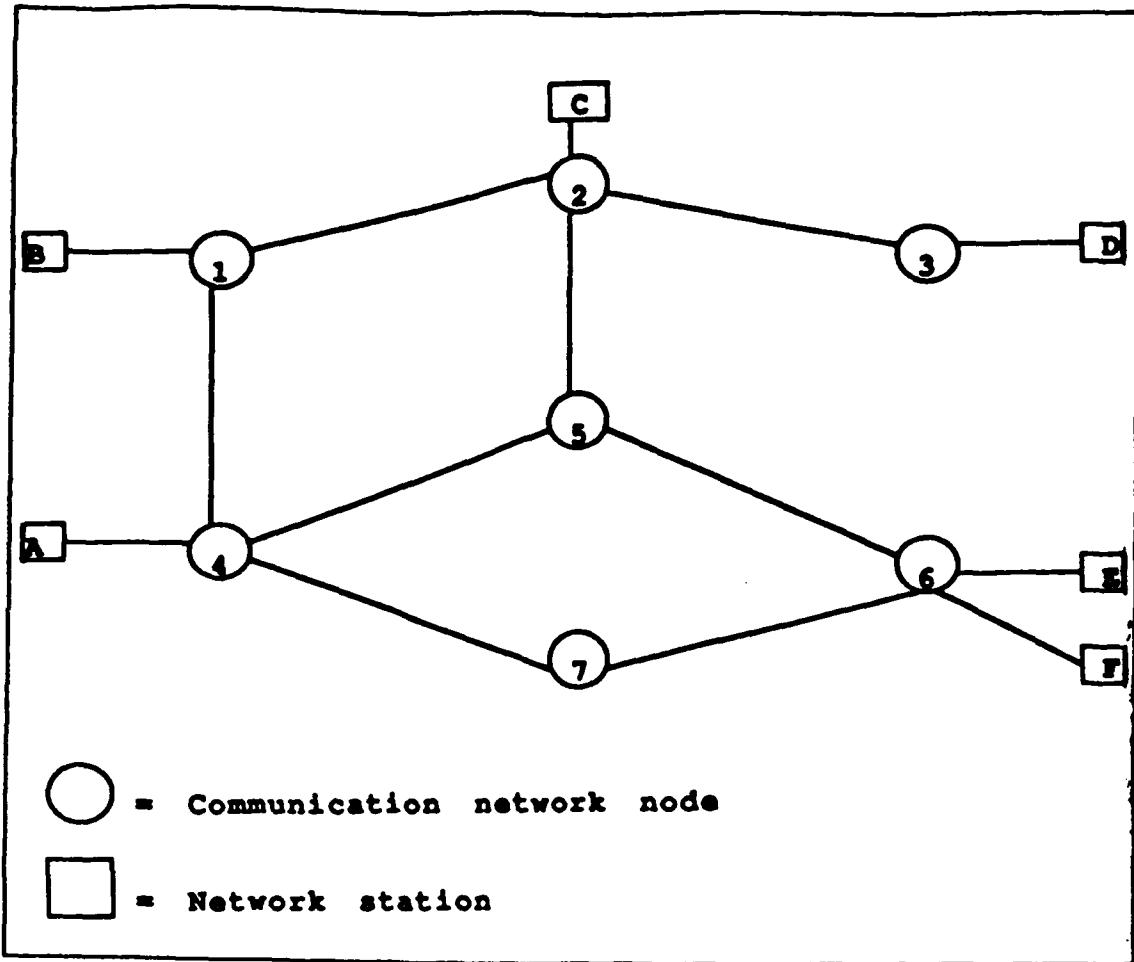 C
2
B
1
3
D
5
A
4
6
E
7
F
= Communication network node
= Network station